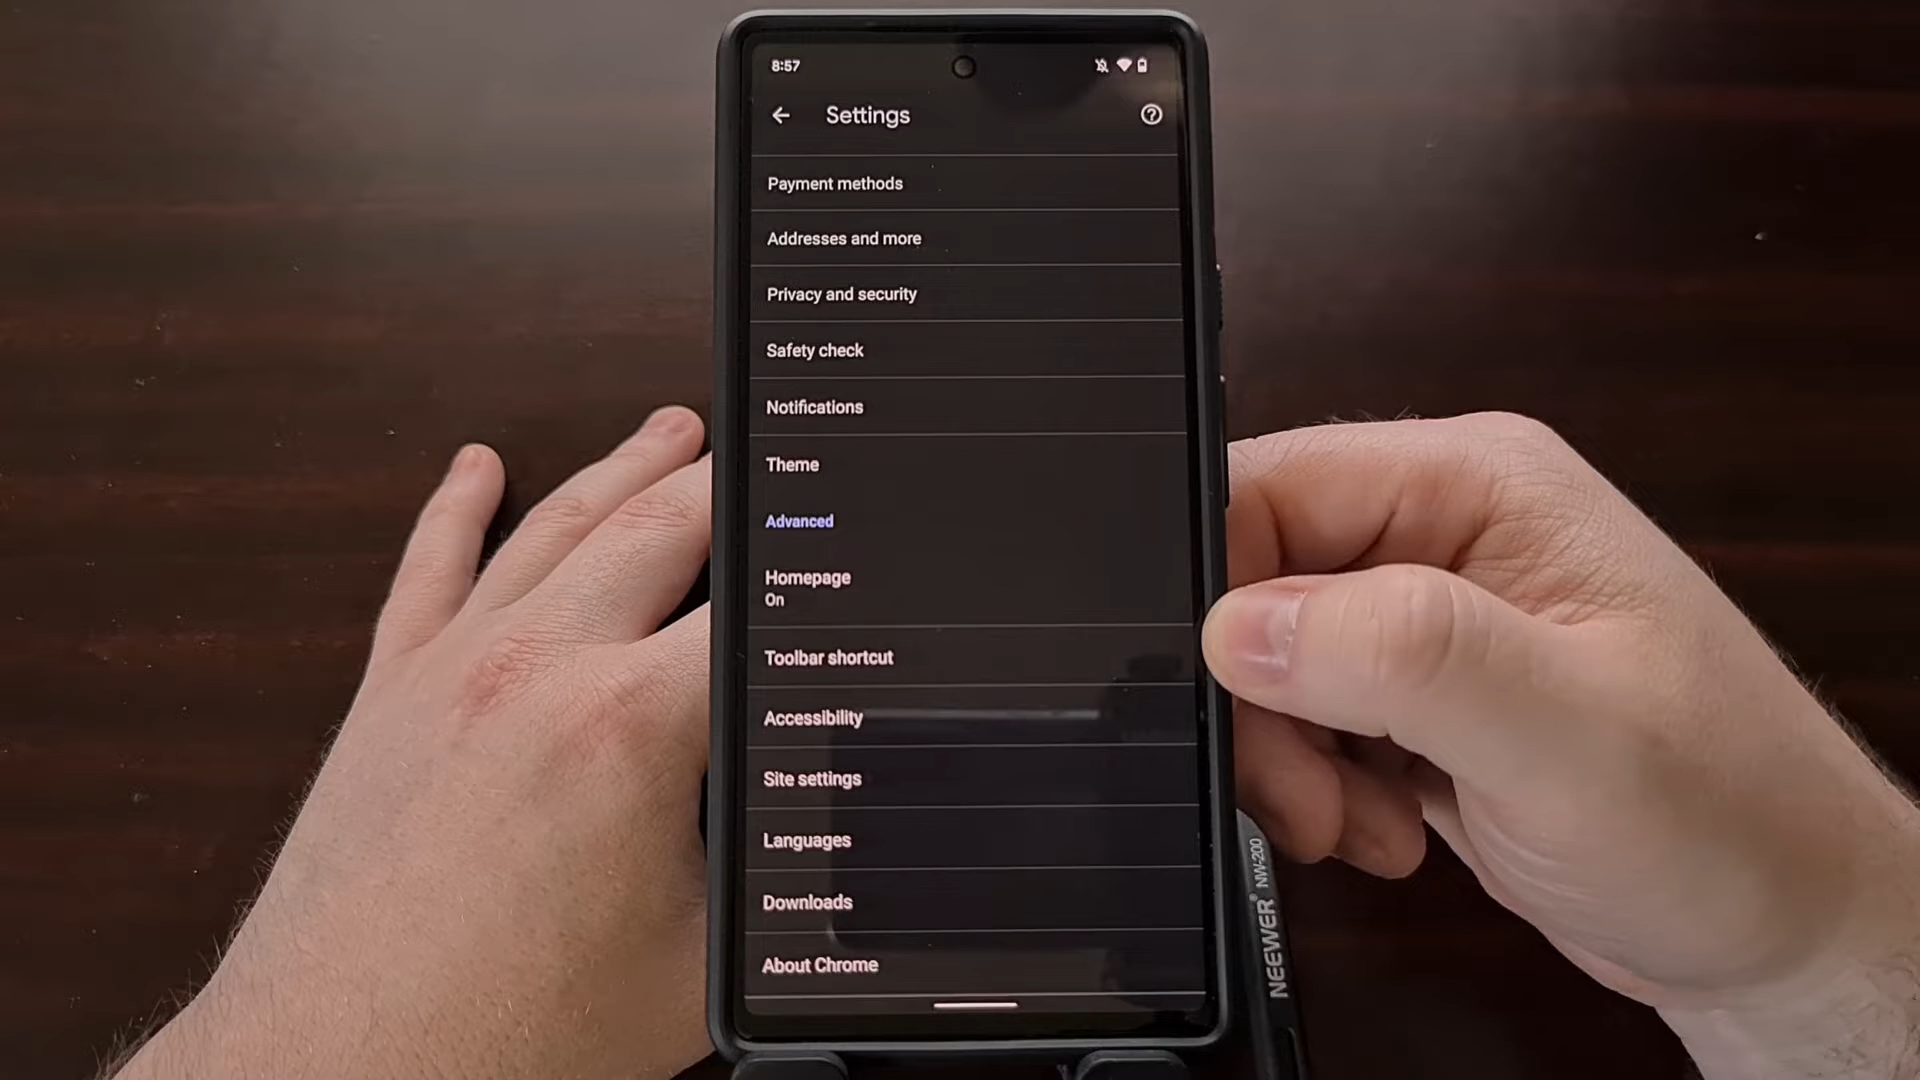 8:57
Settings
Payment methods
Addresses and more
Privacy and security
Safety check
Notifications
Theme
Advanced
Homepage
On
Toolbar shortcut
Accessibility
Site settings
Languages
Downloads
About Chrome
NEEWER® NW-200